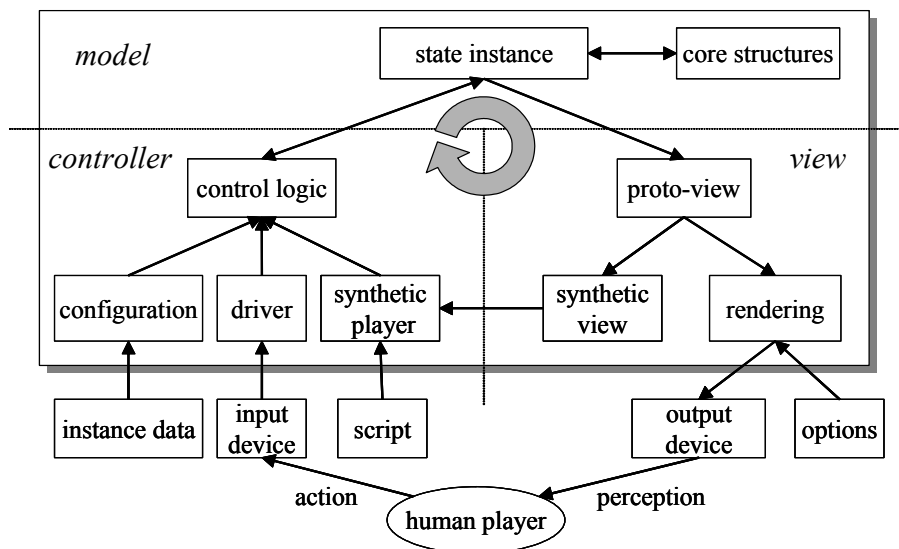 model
state instance
core structures
controller
view
control logic
proto-view
configuration
driver
synthetic
player
synthetic
view
rendering
instance data
input
device
script
output
device
options
action
perception
human player